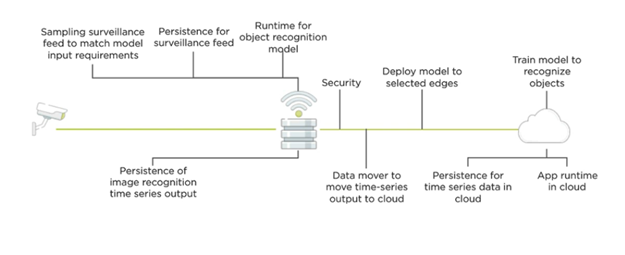 Sampling surveillance
feed to match model
input requirements
Persistence for
surveillance feed
Runtime for
object recognition
model
Security
Deploy model to
selected edges
Train model to
recognize
objects
Persistence of
image recognition
time series output
Data mover to
move time-series
output to cloud
Persistence for
time series data in
cloud
App runtime
in cloud